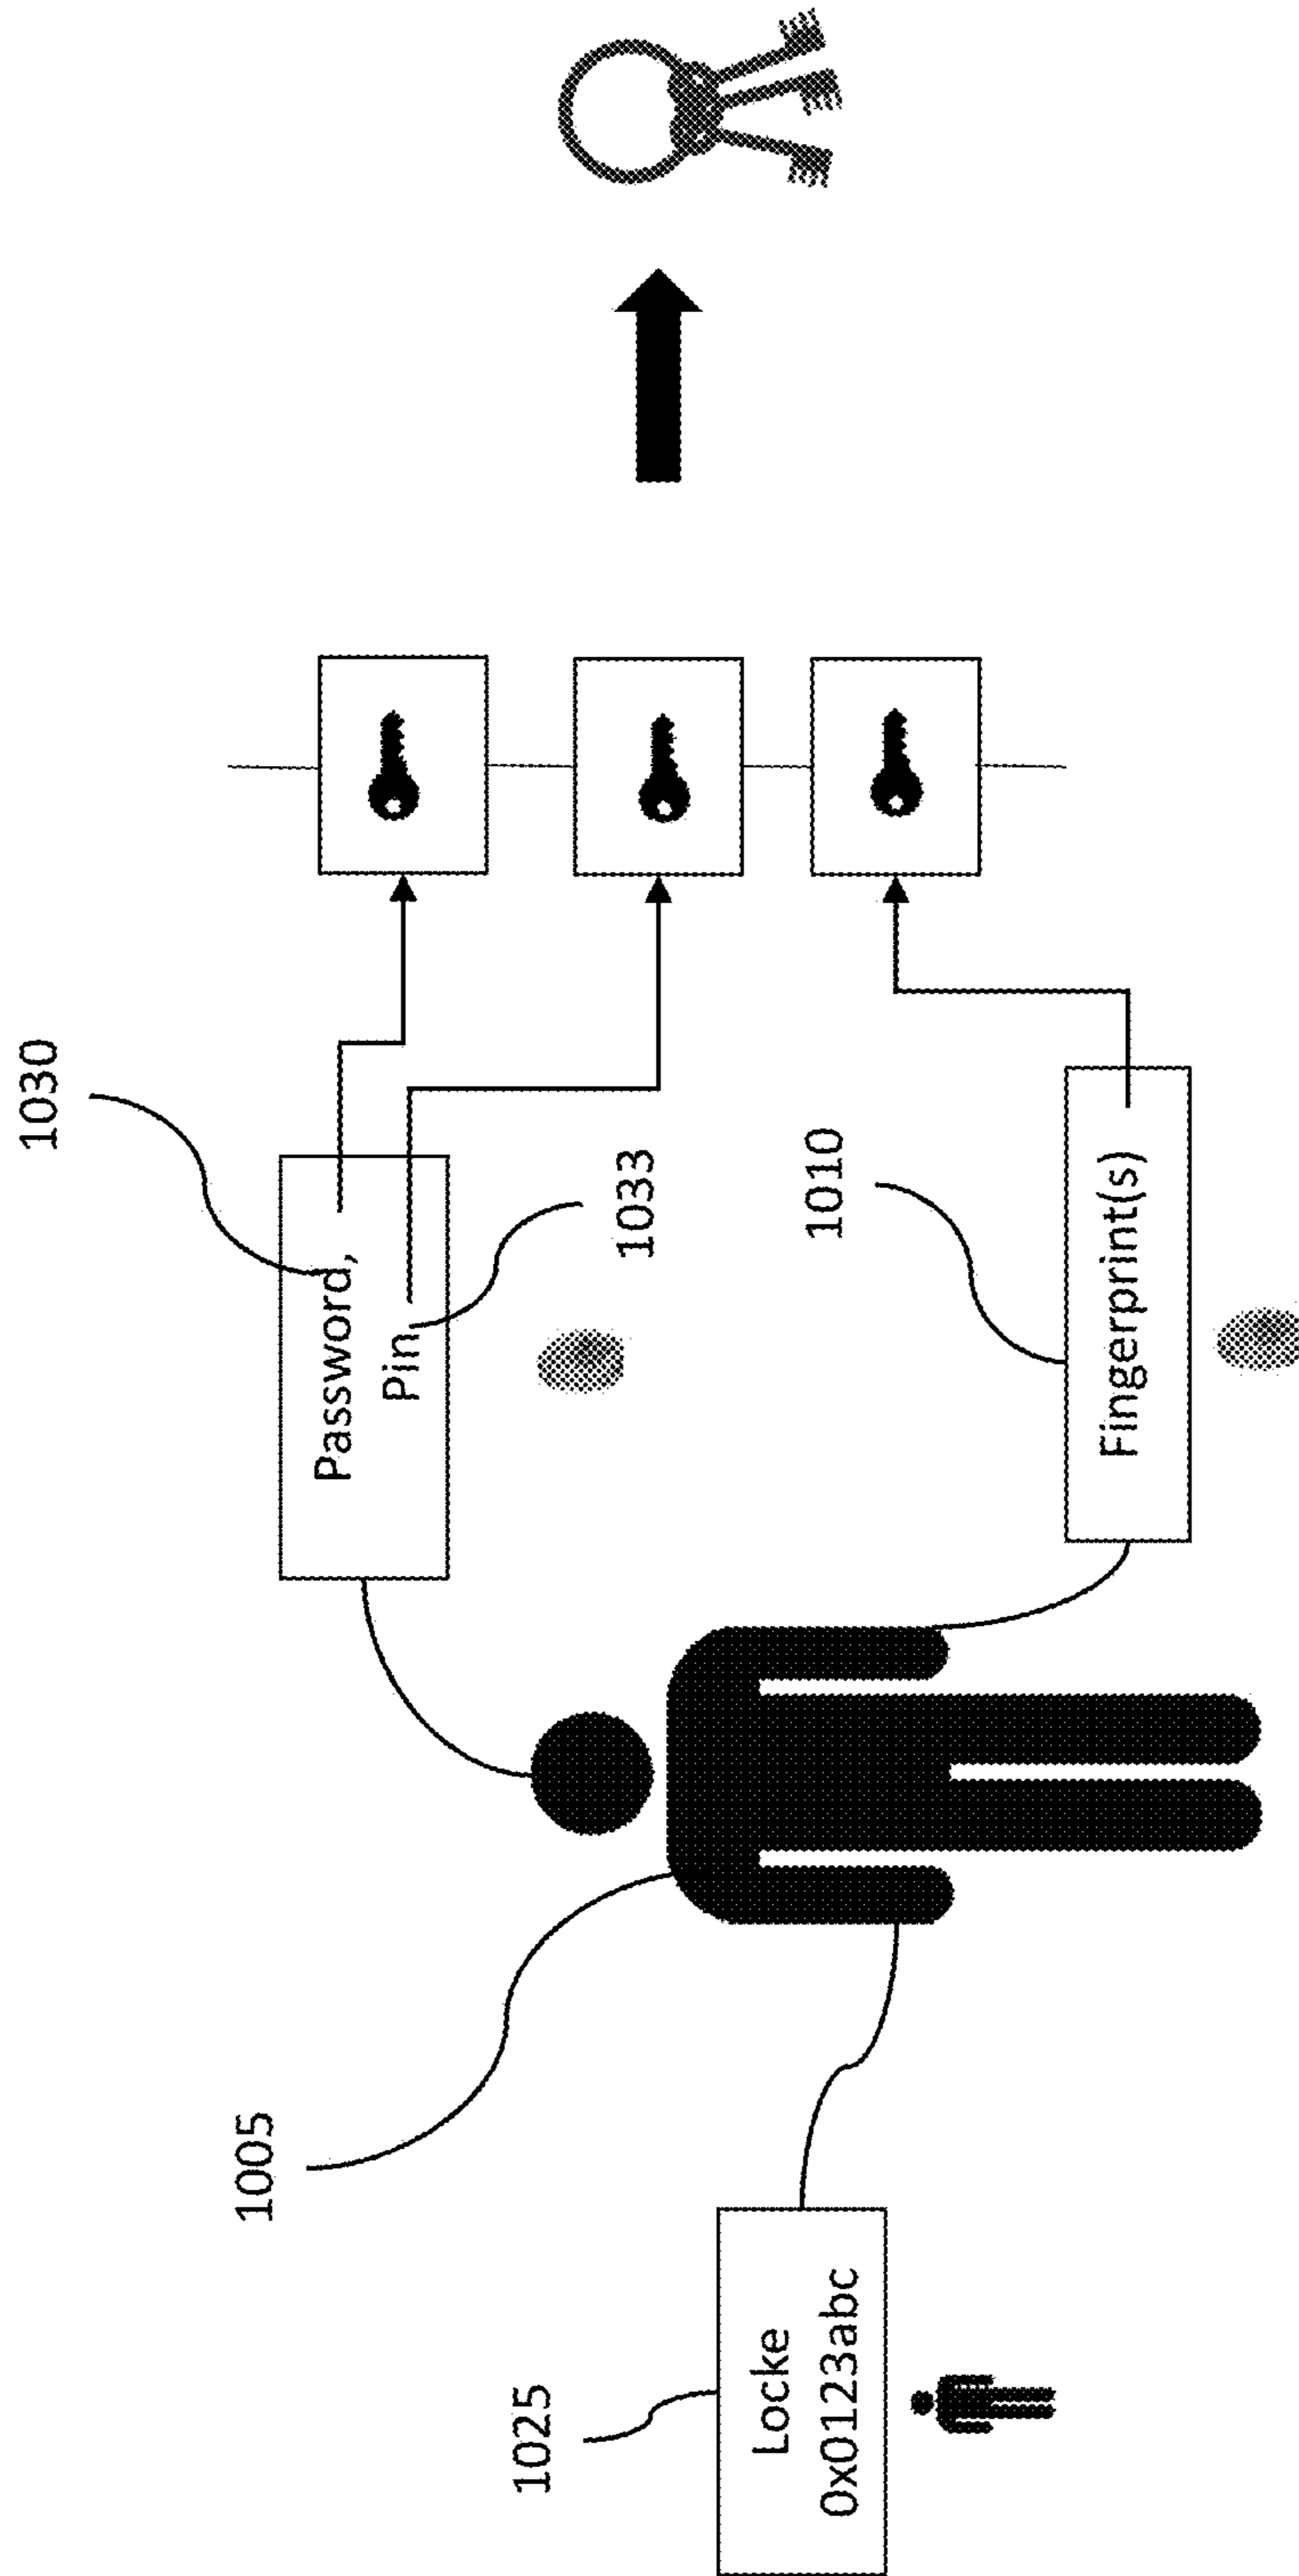 1030
Password,
Pin
1033
1010
Fingerprint(s)
1005
1025
Locke
0x0123abc